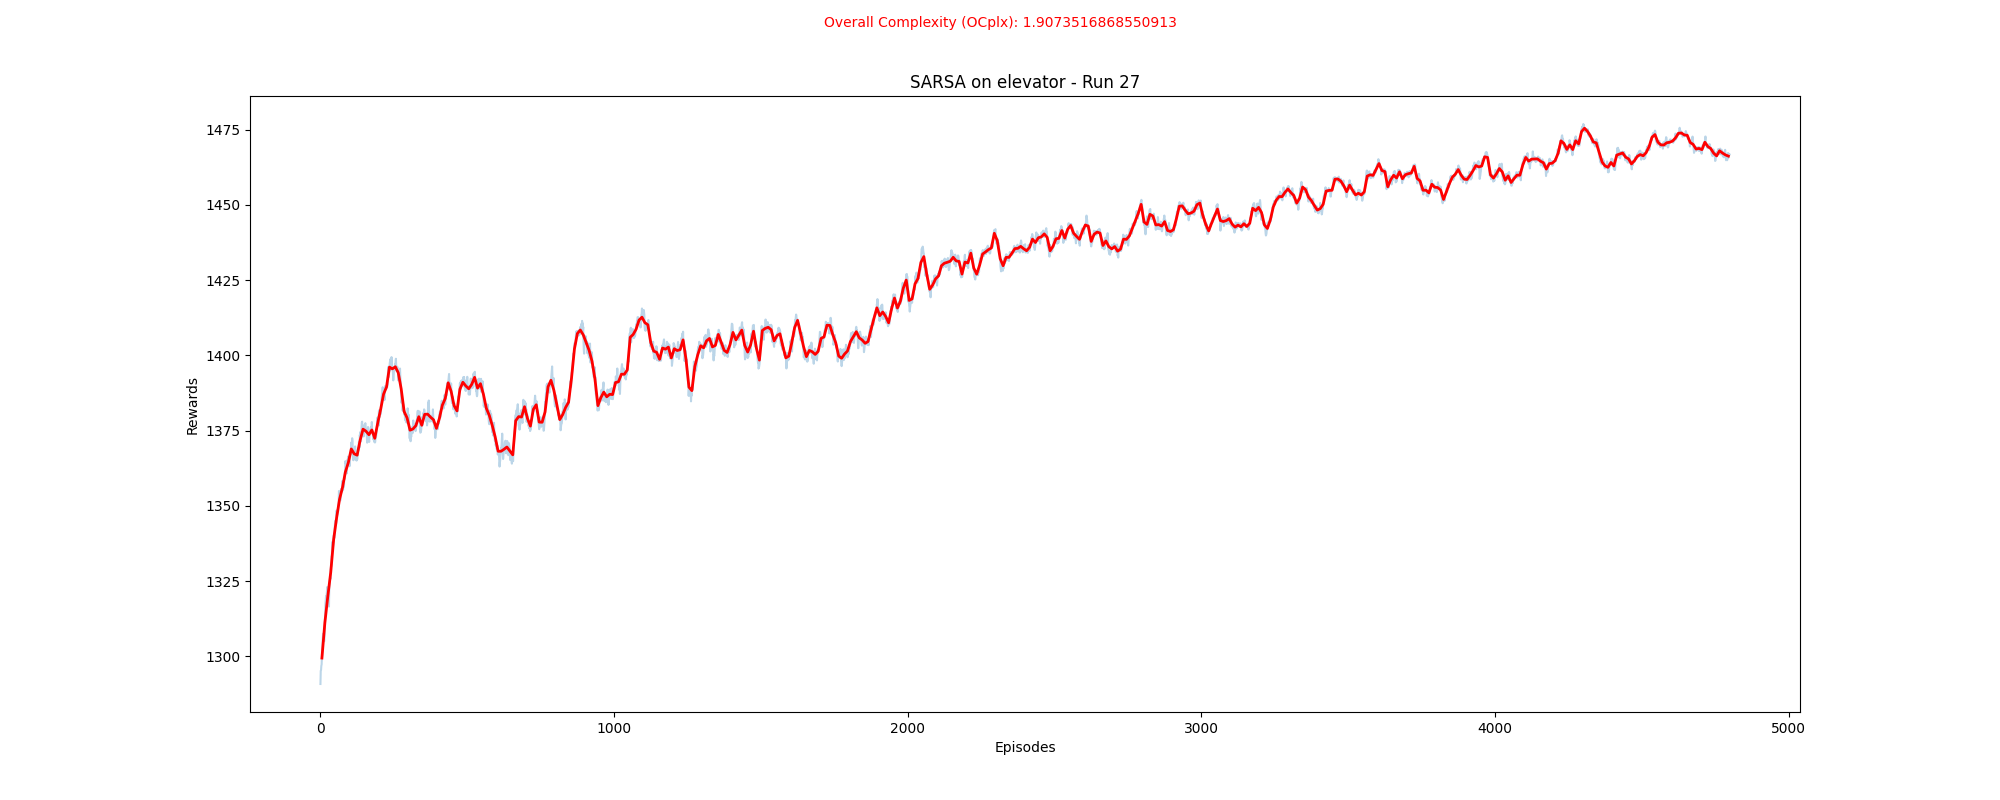 Overall Complexity (OCplx): 1.9073516868550913
SARSA on elevator - Run 27
1475
1450
1425
1400
1375
1350
1325
1300
Rewards
0 1000 2000 3000 4000 5000
Episodes